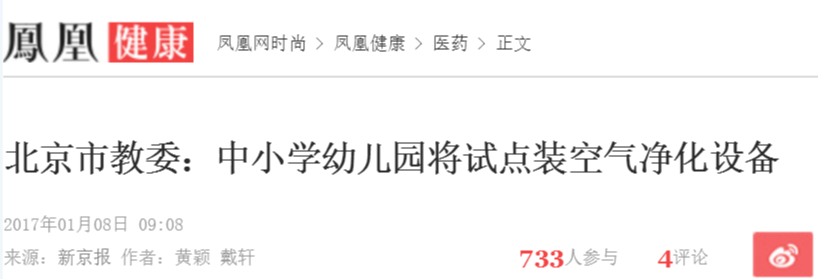 鳳凰 健康 凤凰网时尚 > 凤凰健康 > 医药 > 正文
北京市教委：中小学幼儿园将试点装空气净化设备
2017年01月08日 09:08
来源：新京报 作者：黄颖 戴轩 733人参与 4评论